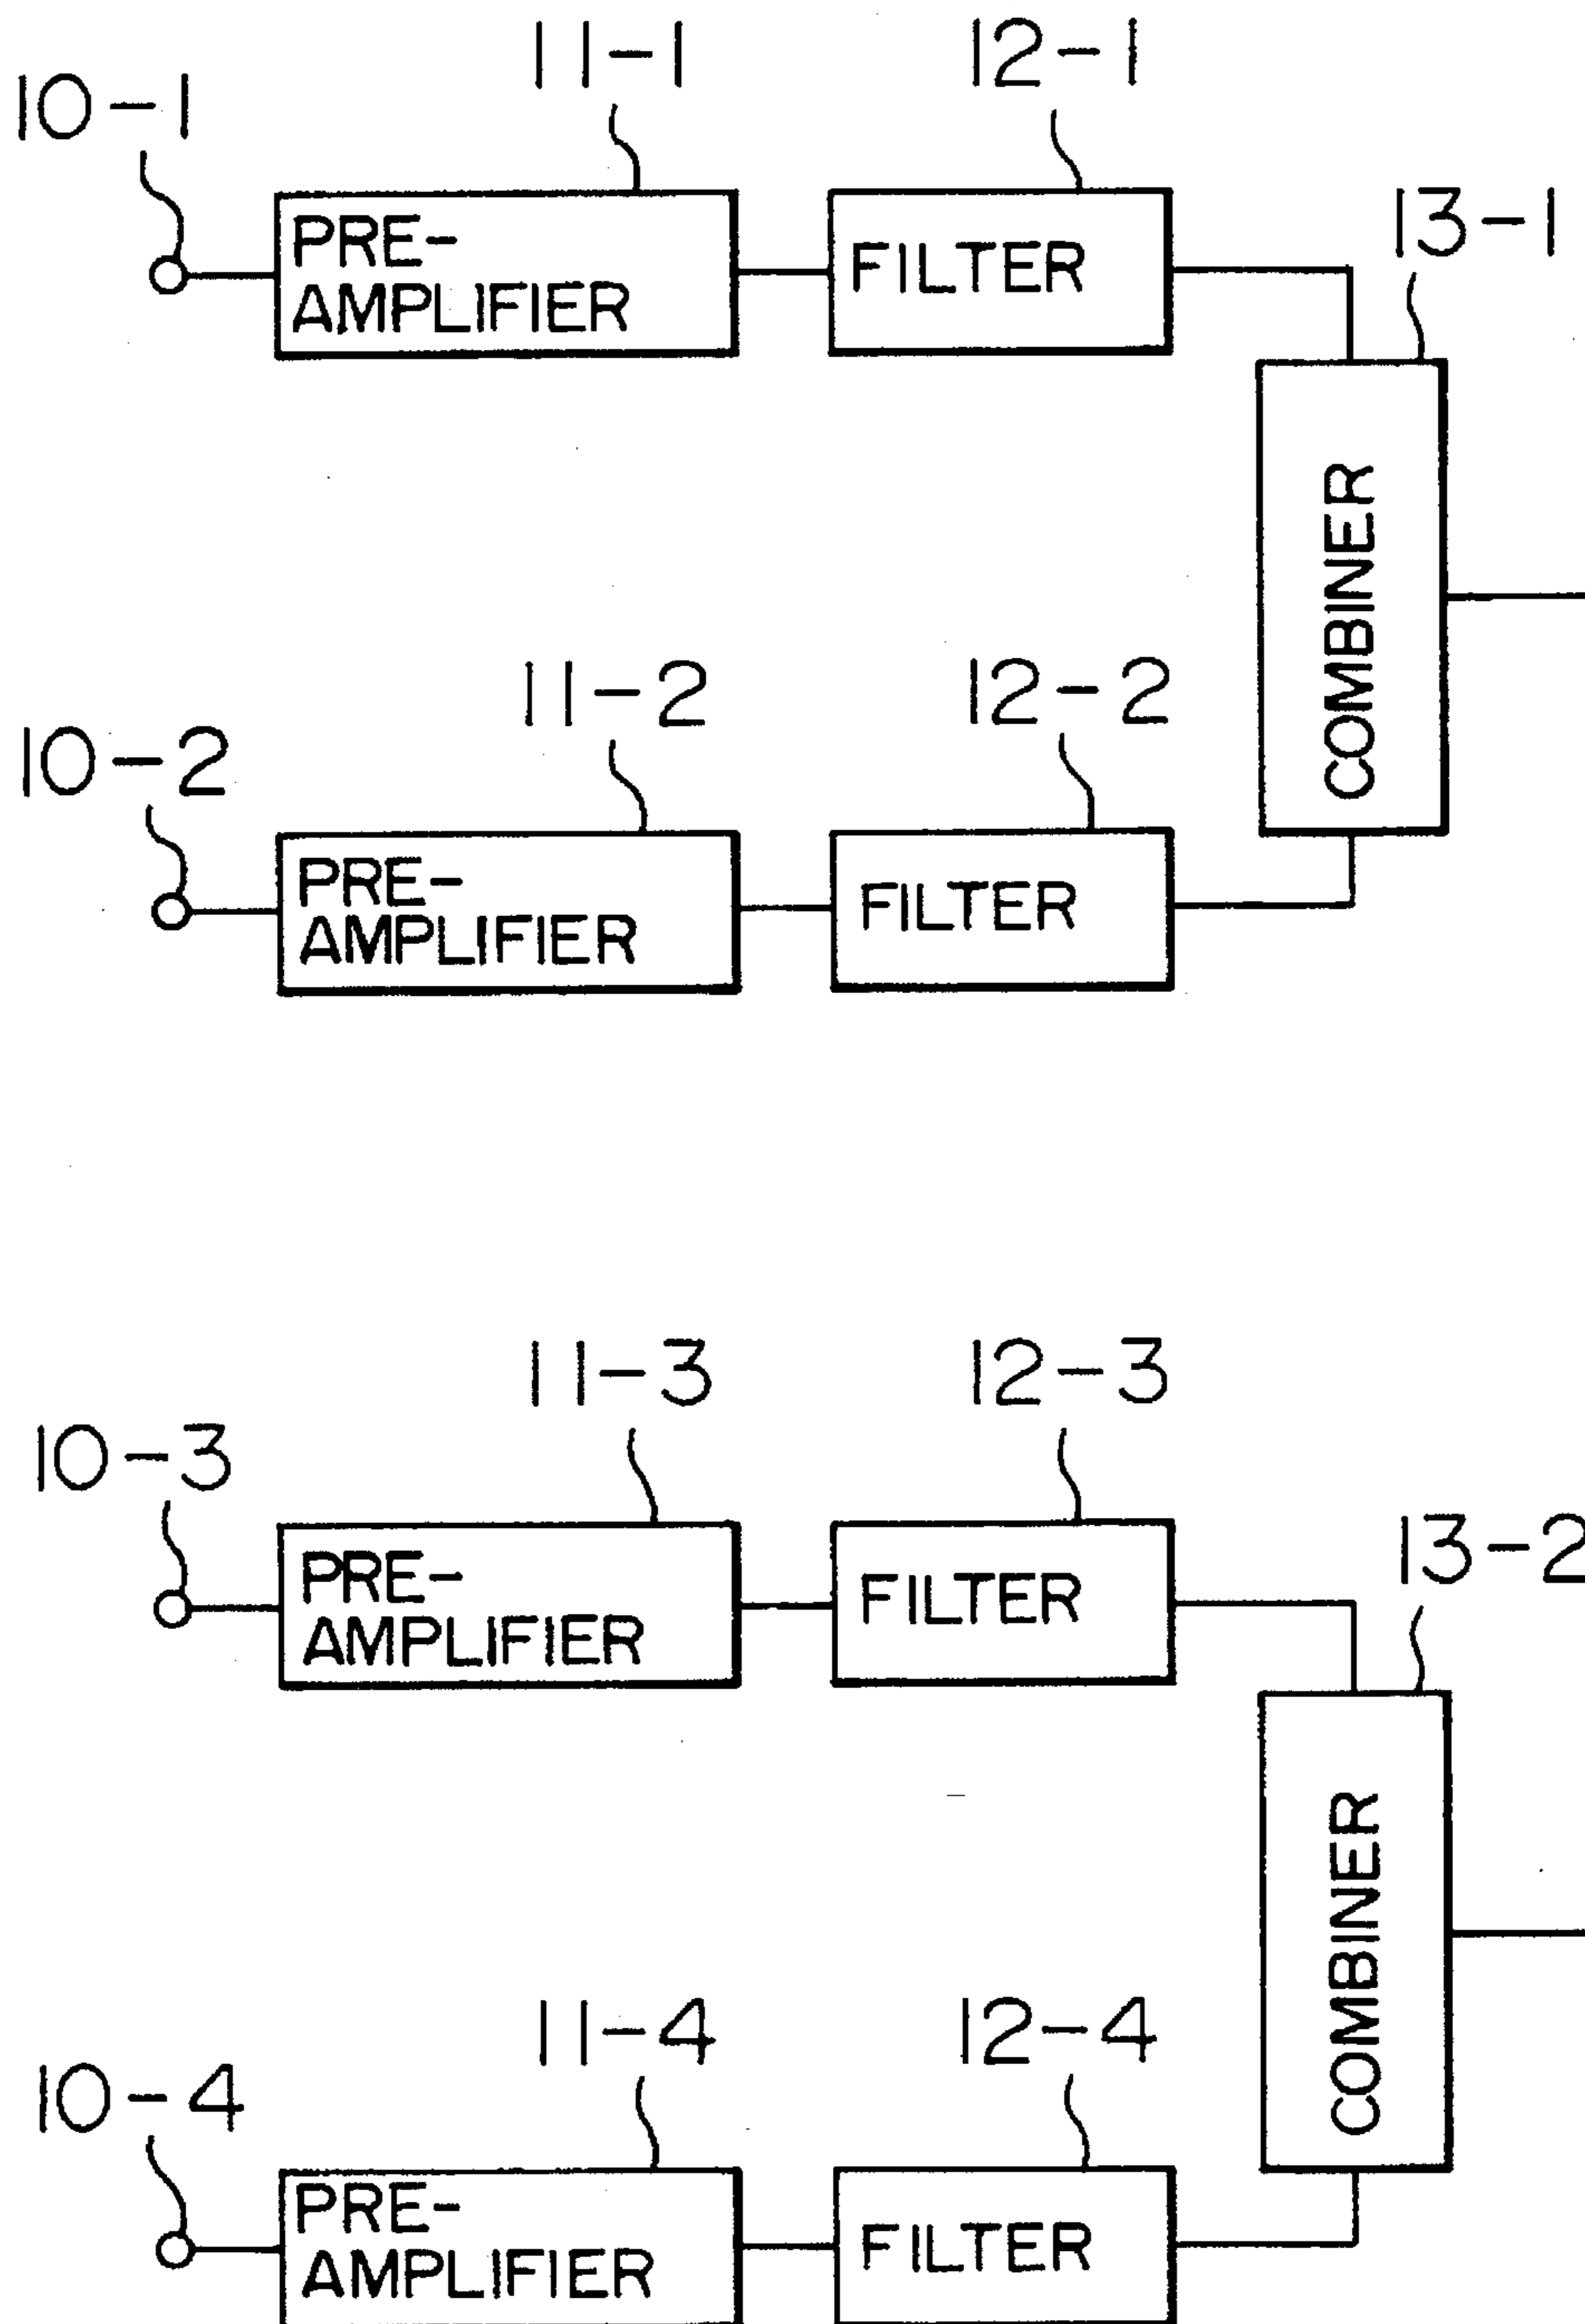 11-1
12-1
10-1
13-1
PRE-
AMPLIFIER
FILTER
COMBINER
11-2
12-2
10-2
PRE-
AMPLIFIER
FILTER
11-3
12-3
10-3
13-2
PRE-
AMPLIFIER
FILTER
COMBINER
11-4
12-4
10-4
PRE-
AMPLIFIER
FILTER